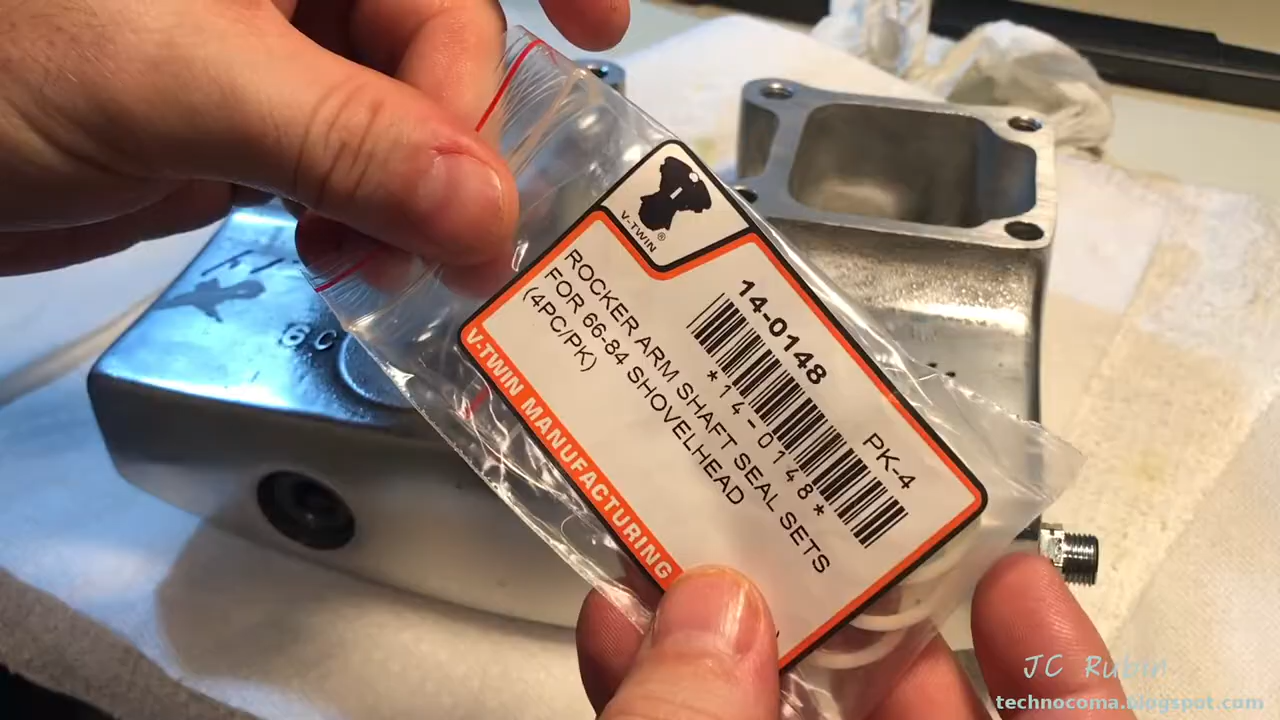 V-TWIN®
14-0148
*14-0148*
PK-4
ROCKER ARM SHAFT SEAL SETS
FOR 66-84 SHOVELHEAD
(4PC/PK)
V-TWIN MANUFACTURING
JC Rubin
technocoma.blogspot.com